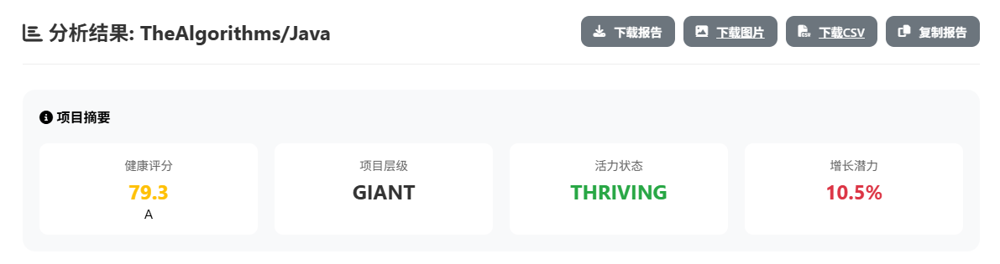 分析结果: TheAlgorithms/Java
下载报告
下载图片
下载CSV
复制报告
项目摘要
健康评分
79.3
A
项目层级
GIANT
活力状态
THRIVING
增长潜力
10.5%